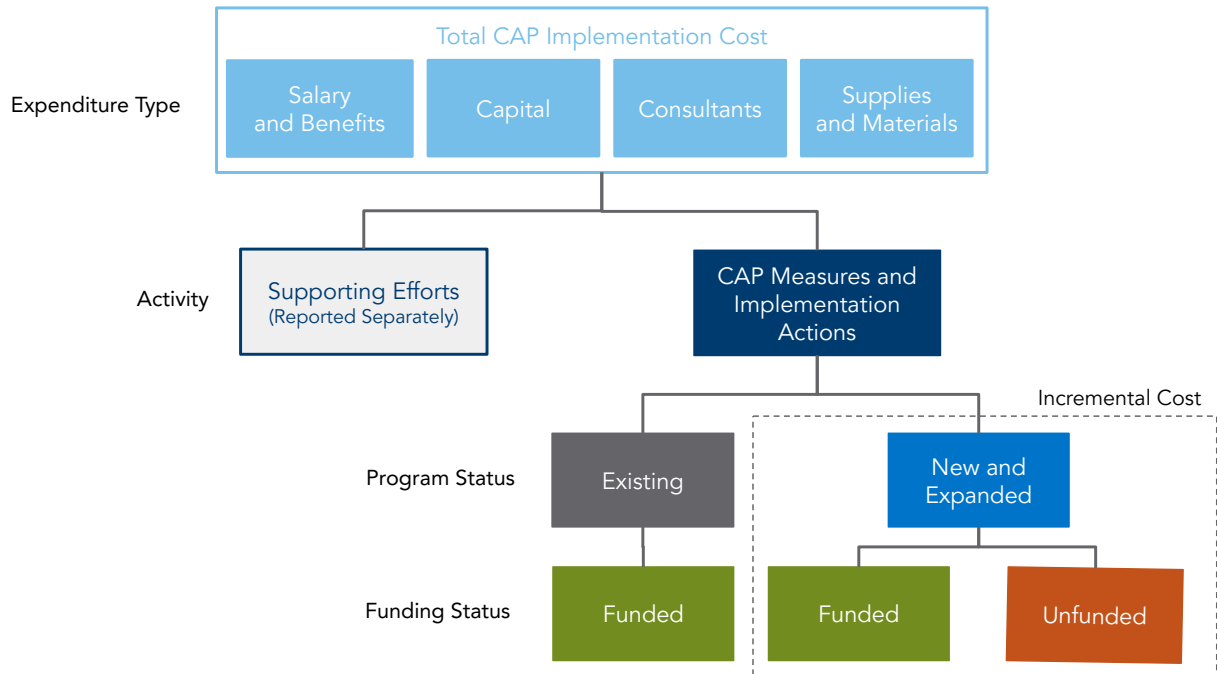 Total CAP Implementation Cost
Expenditure Type
Salary
and Benefits
Capital
Consultants
Supplies
and Materials
Activity
Supporting Efforts
(Reported Separately)
CAP Measures and
Implementation
Actions
Incremental Cost
Program Status
Existing
New and
Expanded
Funding Status
Funded
Funded
Unfunded